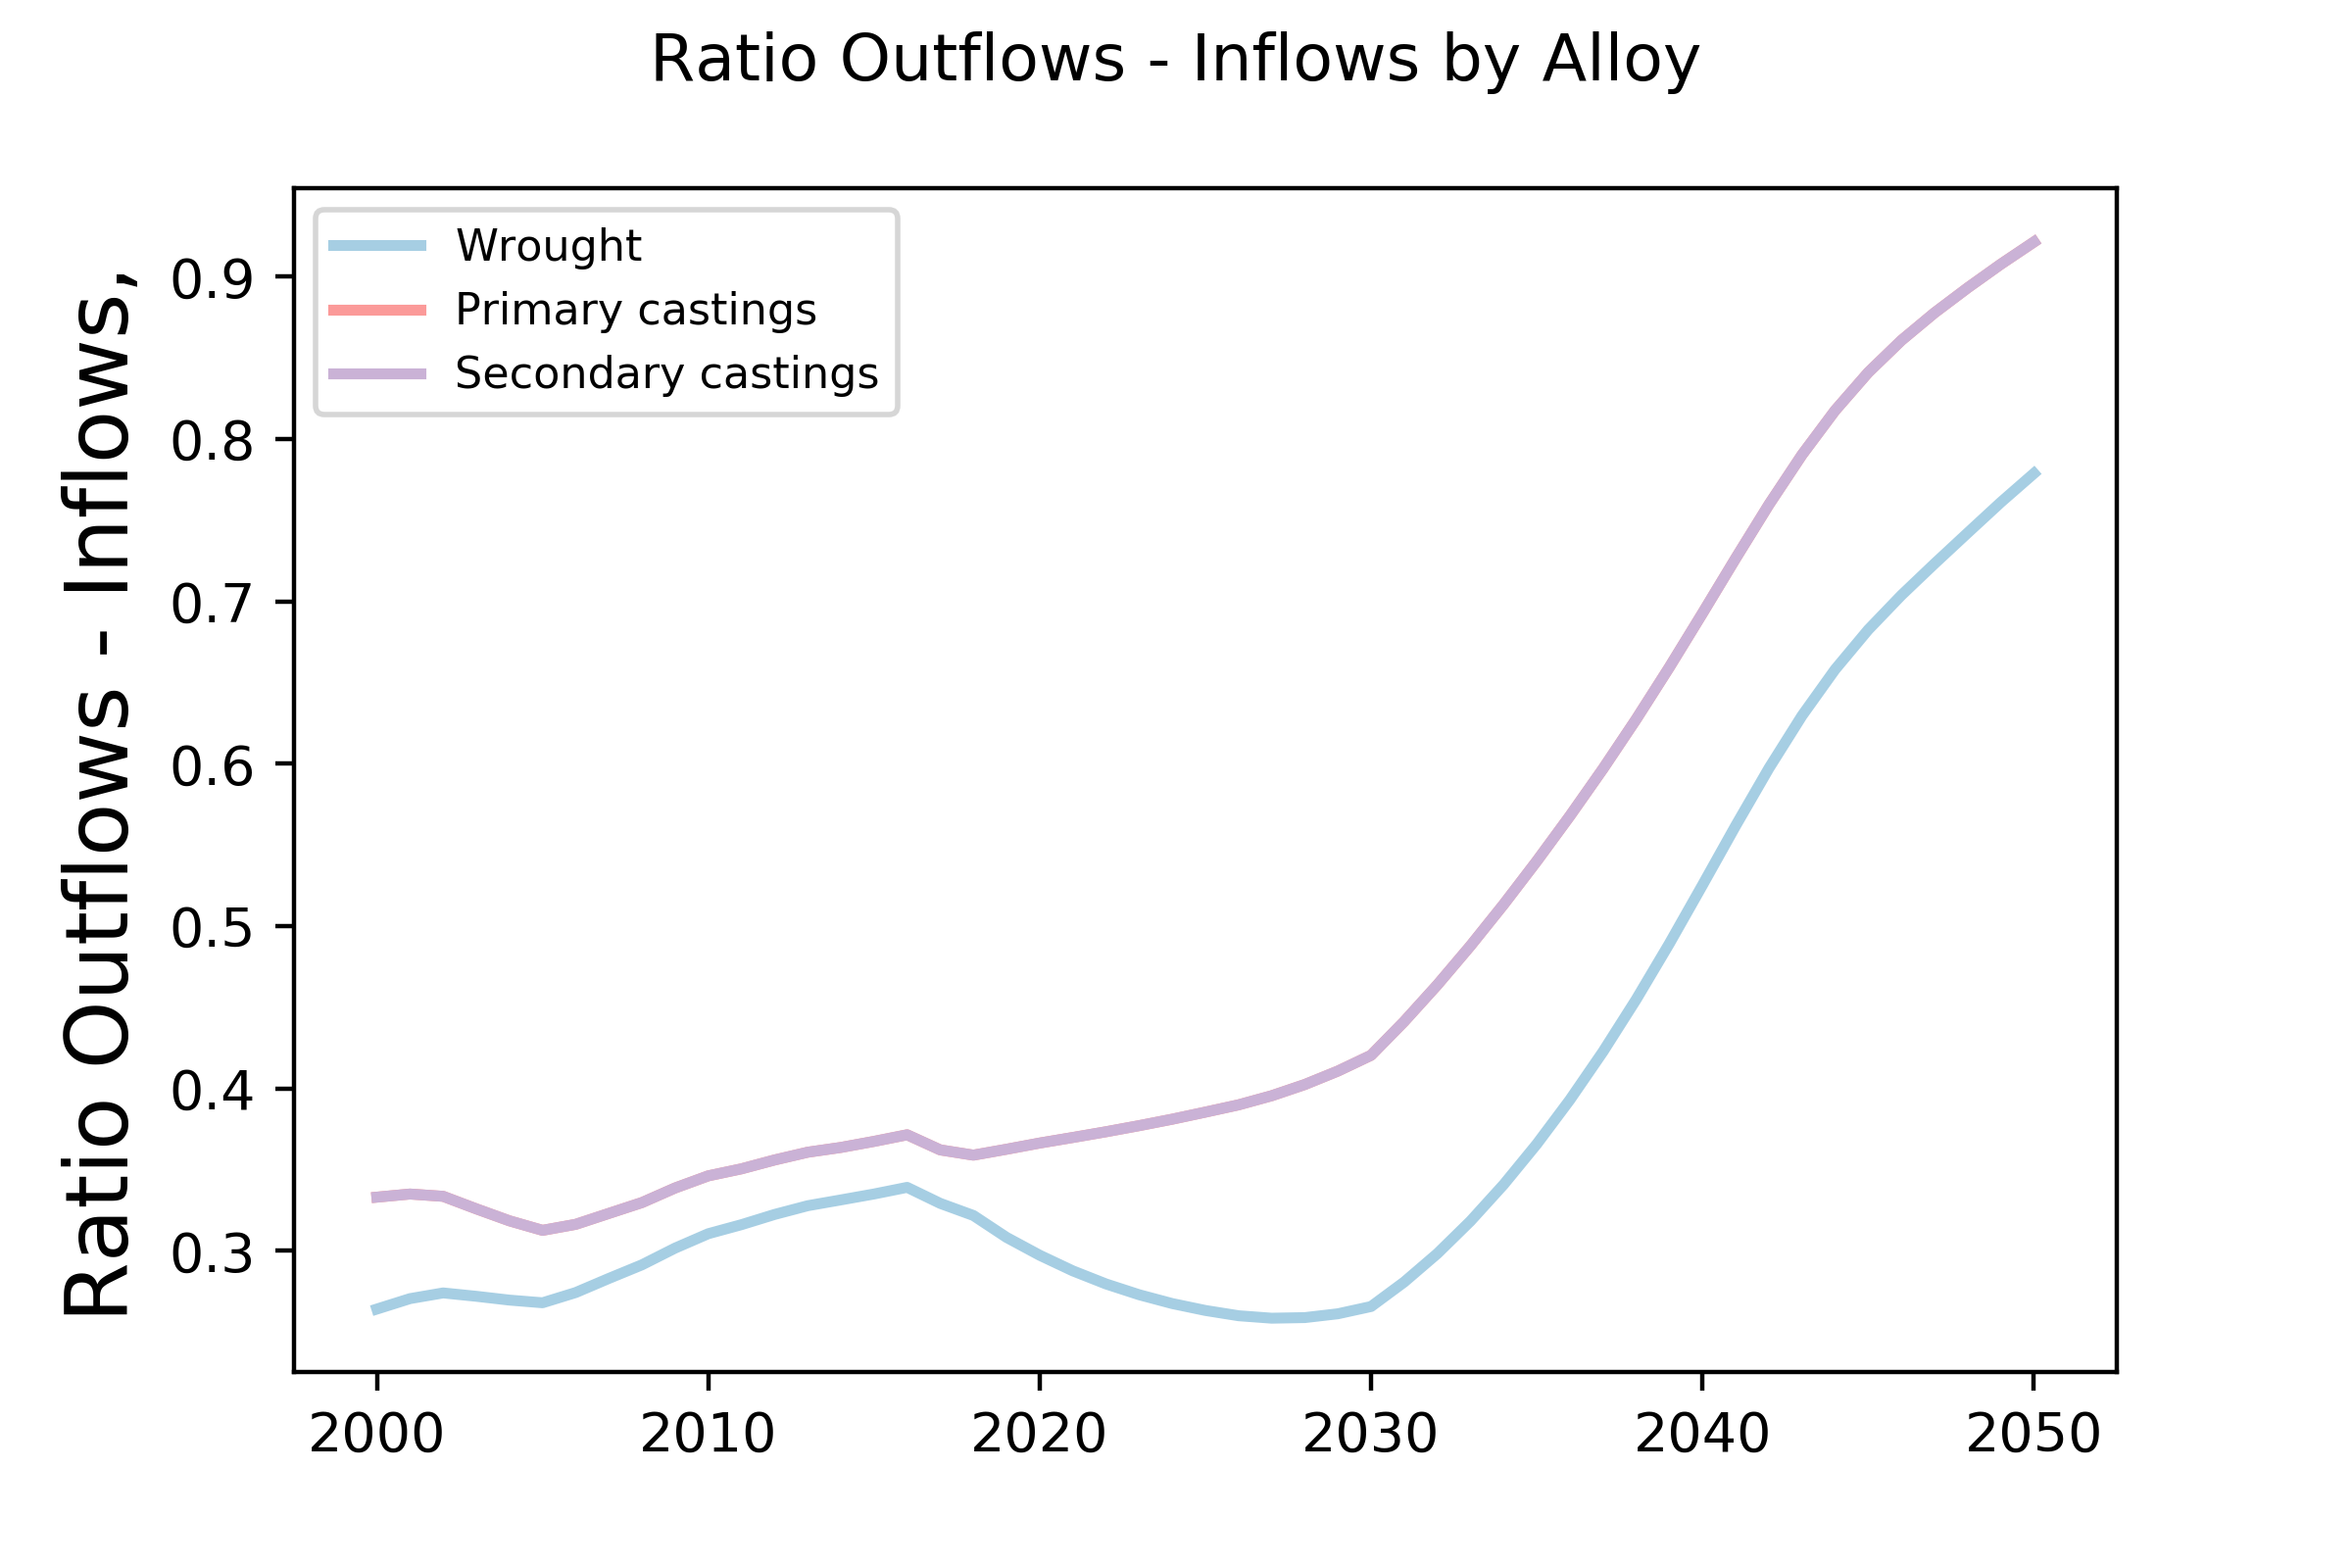 Ratio Outflows - Inflows by Alloy
Ratio Outflows - Inflows,
Wrought
Primary castings
Secondary castings
0.9
0.8
0.7
0.6
0.5
0.4
0.3
2000 2010 2020 2030 2040 2050